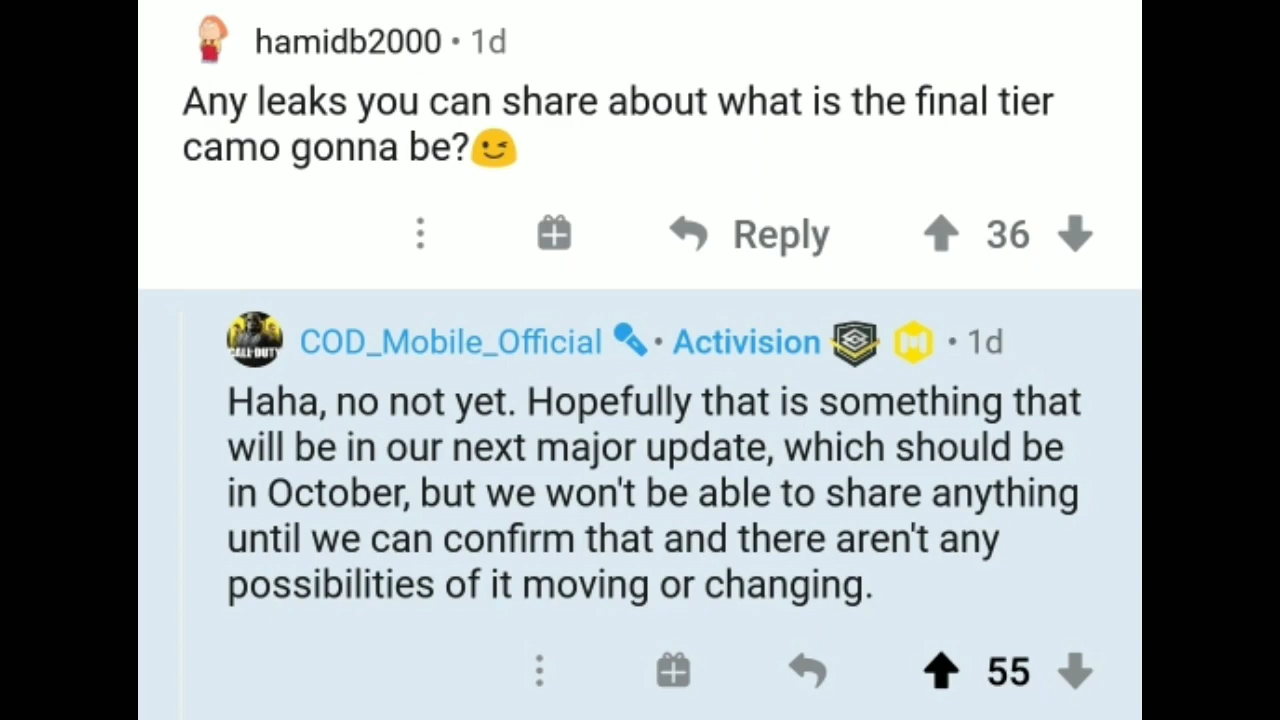 hamidb2000 • 1d
Any leaks you can share about what is the final tier
camo gonna be?😉
Reply 36
CALL DUTY
COD_Mobile_Official • Activision • 1d
Haha, no not yet. Hopefully that is something that
will be in our next major update, which should be
in October, but we won't be able to share anything
until we can confirm that and there aren't any
possibilities of it moving or changing.
55